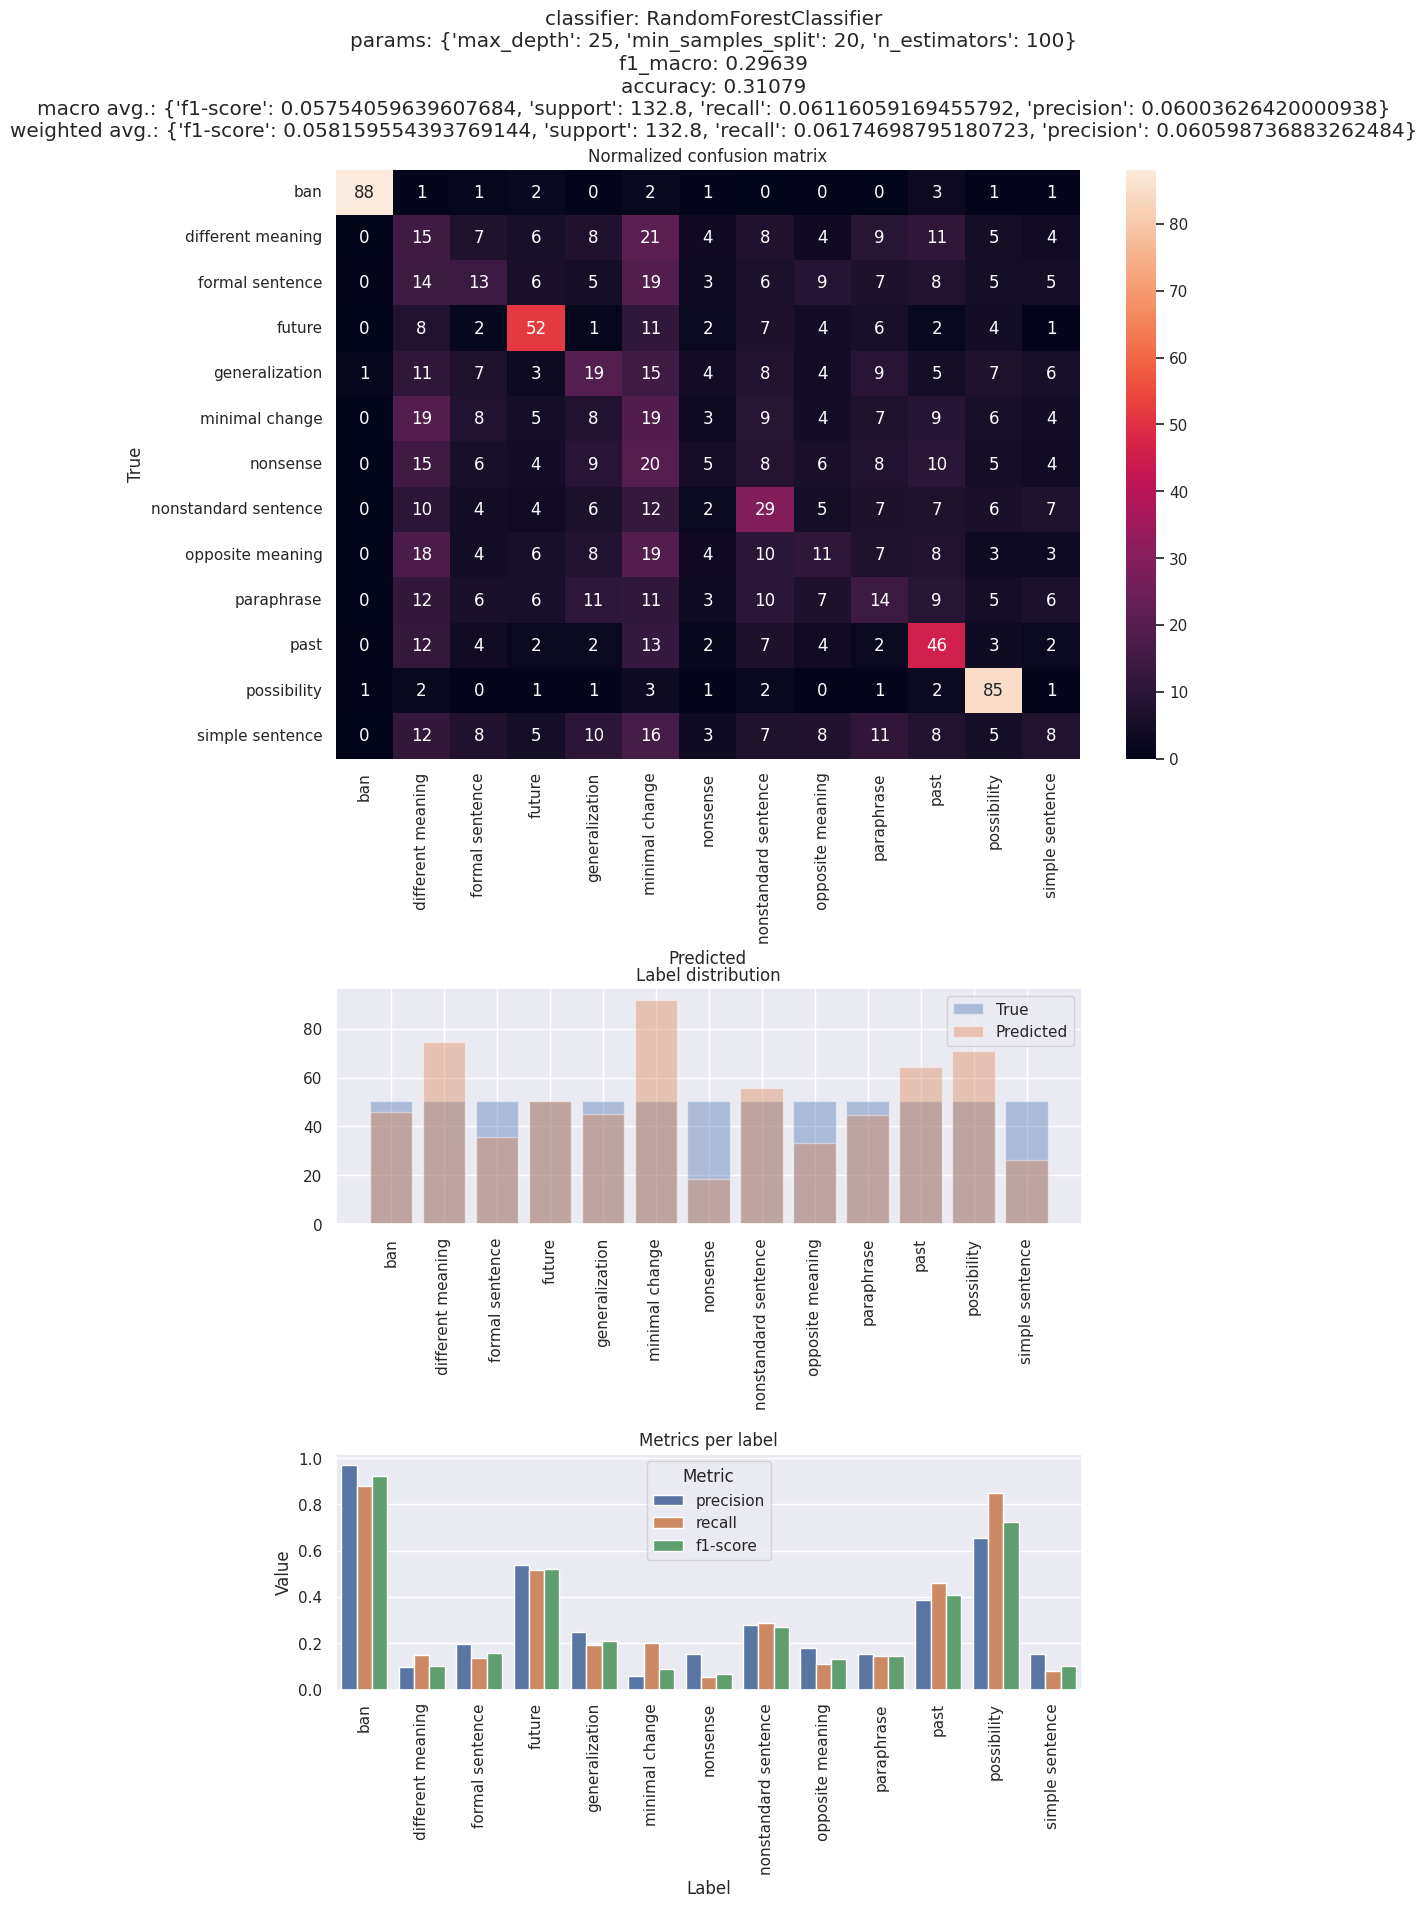 classifier: RandomForestClassifier
params: {'max_depth': 25, 'min_samples_split': 20, 'n_estimators': 100}
f1_macro: 0.29639
accuracy: 0.31079
macro avg.: {'f1-score': 0.05754059639607684, 'support': 132.8, 'recall': 0.06116059169455792, 'precision': 0.06003626420000938}
weighted avg.: {'f1-score': 0.058159554393769144, 'support': 132.8, 'recall': 0.06174698795180723, 'precision': 0.060598736883262484}
Normalized confusion matrix
True
ban 88 1 1 2 0 2 1 0 0 0 3 1 1
different meaning 0 15 7 6 8 21 4 8 4 9 11 5 4
formal sentence 0 14 13 6 5 19 3 6 9 7 8 5 5
future 0 8 2 52 1 11 2 7 4 6 2 4 1
generalization 1 11 7 3 19 15 4 8 4 9 5 7 6
minimal change 0 19 8 5 8 19 3 9 4 7 9 6 4
nonsense 0 15 6 4 9 20 5 8 6 8 10 5 4
nonstandard sentence 0 10 4 4 6 12 2 29 5 7 7 6 7
opposite meaning 0 18 4 6 8 19 4 10 11 7 8 3 3
paraphrase 0 12 6 6 11 11 3 10 7 14 9 5 6
past 0 12 4 2 2 13 2 7 4 2 46 3 2
possibility 1 2 0 1 1 3 1 2 0 1 2 85 1
simple sentence 0 12 8 5 10 16 3 7 8 11 8 5 8
80
70
60
50
40
30
20
10
0
ban
different meaning
formal sentence
future
generalization
minimal change
nonsense
nonstandard sentence
opposite meaning
paraphrase
past
possibility
simple sentence
Predicted
Label distribution
True
Predicted
80
60
40
20
0
ban
different meaning
formal sentence
future
generalization
minimal change
nonsense
nonstandard sentence
opposite meaning
paraphrase
past
possibility
simple sentence
Metrics per label
Metric
precision
recall
f1-score
Value
1.0
0.8
0.6
0.4
0.2
0.0
ban
different meaning
formal sentence
future
generalization
minimal change
nonsense
nonstandard sentence
opposite meaning
paraphrase
past
possibility
simple sentence
Label